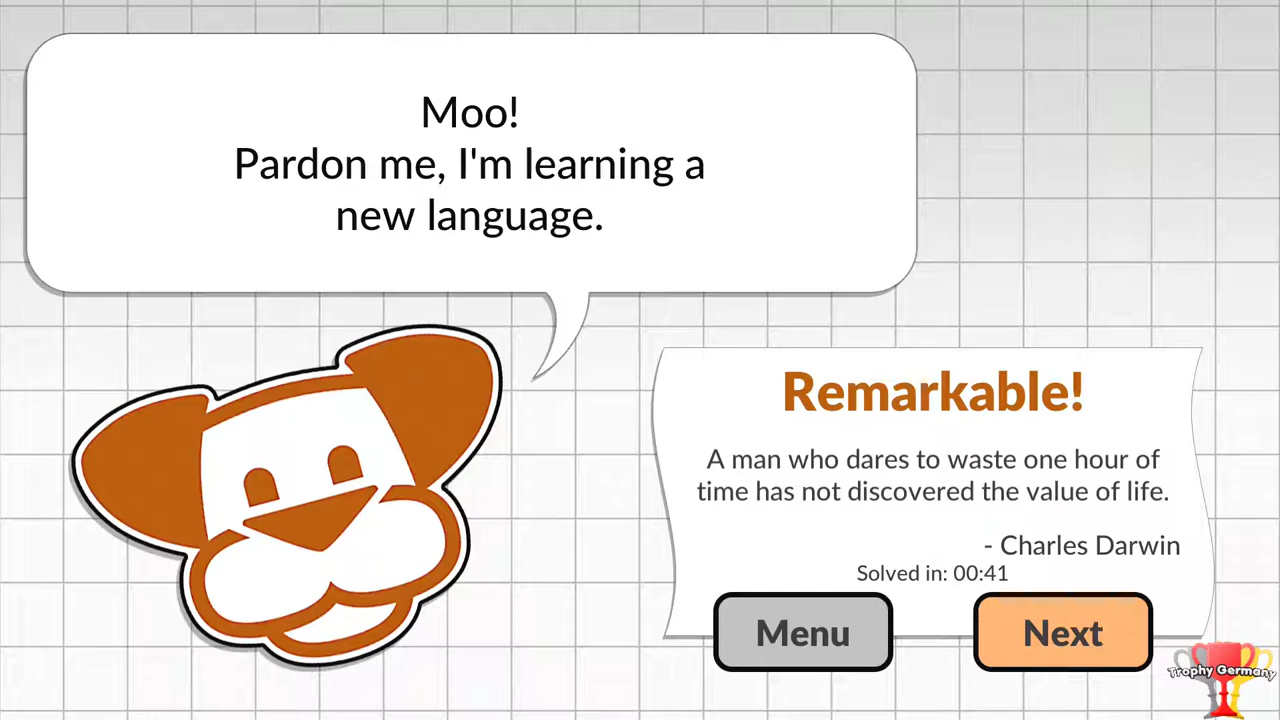 Moo!
Pardon me, I'm learning a
new language.
Remarkable!
A man who dares to waste one hour of
time has not discovered the value of life.
- Charles Darwin
Solved in: 00:41
Menu
Next
Trophy Germany